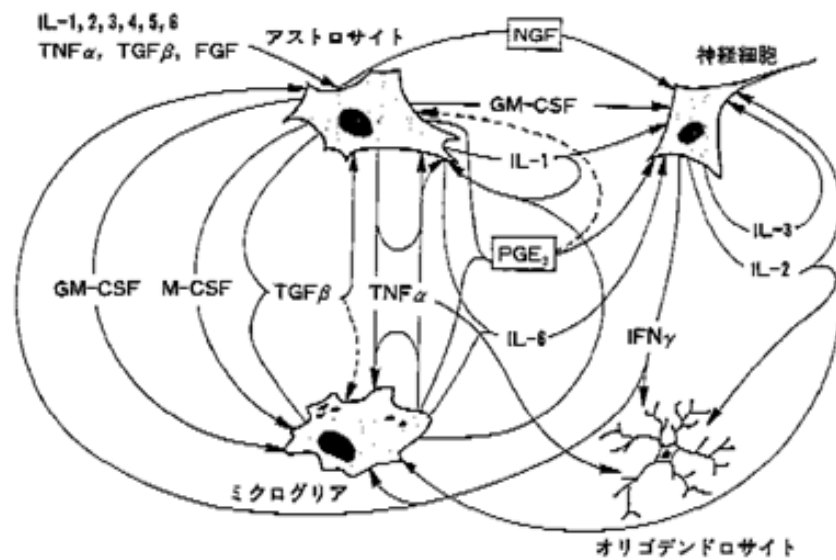 IL-1,2,3,4,5,6
TNFα, TGFβ, FGF
アストロサイト
NGF
神経細胞
GM-CSF
IL-1
IL-3
PGE₂
IL-2
GM-CSF
M-CSF
TGFβ
TNFα
IL-6
IFNγ
ミクログリア
オリゴデンドロサイト